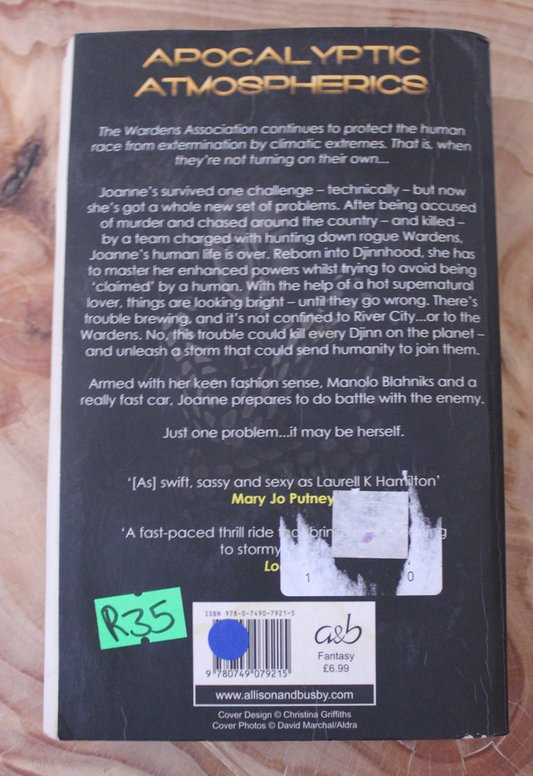 APOCALYPTIC
ATMOSPHERICS
The Wardens Association continues to protect the human
race from extermination by climatic extremes. That is, when
they're not turning on their own...
Joanne's survived one challenge – technically – but now
she's got a whole new set of problems. After being accused
of murder and chased around the country – and killed –
by a team charged with hunting down rogue Wardens,
Joanne's human life is over. Reborn into Djinnhood, she has
to master her enhanced powers whilst trying to avoid being
'claimed' by a human. With the help of a hot supernatural
lover, things are looking bright – until they go wrong. There's
trouble brewing, and it's not confined to River City...or to the
Wardens. No, this trouble could kill every Djinn on the planet –
and unleash a storm that could send humanity to join them.
Armed with her keen fashion sense, Manolo Blahniks and a
really fast car, Joanne prepares to do battle with the enemy.
Just one problem...it may be herself.
'[As] swift, sassy and sexy as Laurell K Hamilton'
Mary Jo Putney
'A fast-paced thrill ride
to stormy
1 0
R35
ISBN 978-0-7490-7921-5
9 780749 079215
a&b
Fantasy
£6.99
www.allisonandbusby.com
Cover Design © Christina Griffiths
Cover Photos © David Marchal/Aldra